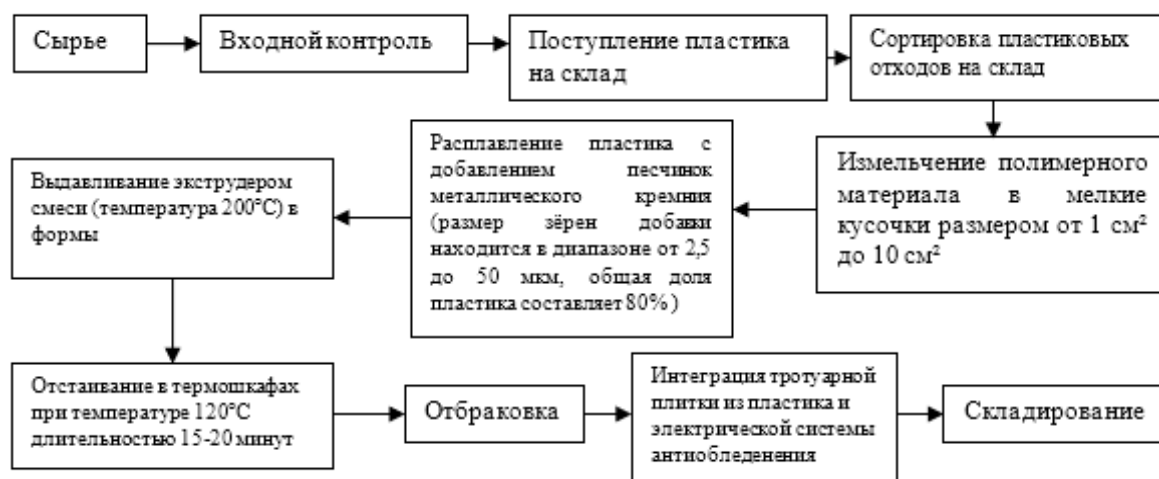 Сырье
Входной контроль
Поступление пластика
на склад
Сортировка пластиковых
отходов на склад
Измельчение полимерного
материала в мелкие
кусочки размером от 1 см²
до 10 см²
Расплавление пластика с
добавлением песчинок
металлического кремния
(размер зёрен добавки
находится в диапазоне от 2,5
до 50 мкм, общая доля
пластика составляет 80% )
Выдавливание экструдером
смеси (температура 200°С) в
формы
Отстаивание в термошкафах
при температуре 120°С
длительностью 15-20 минут
Отбраковка
Интеграция тротуарной
плитки из пластика и
электрической системы
антиобледенения
Складирование